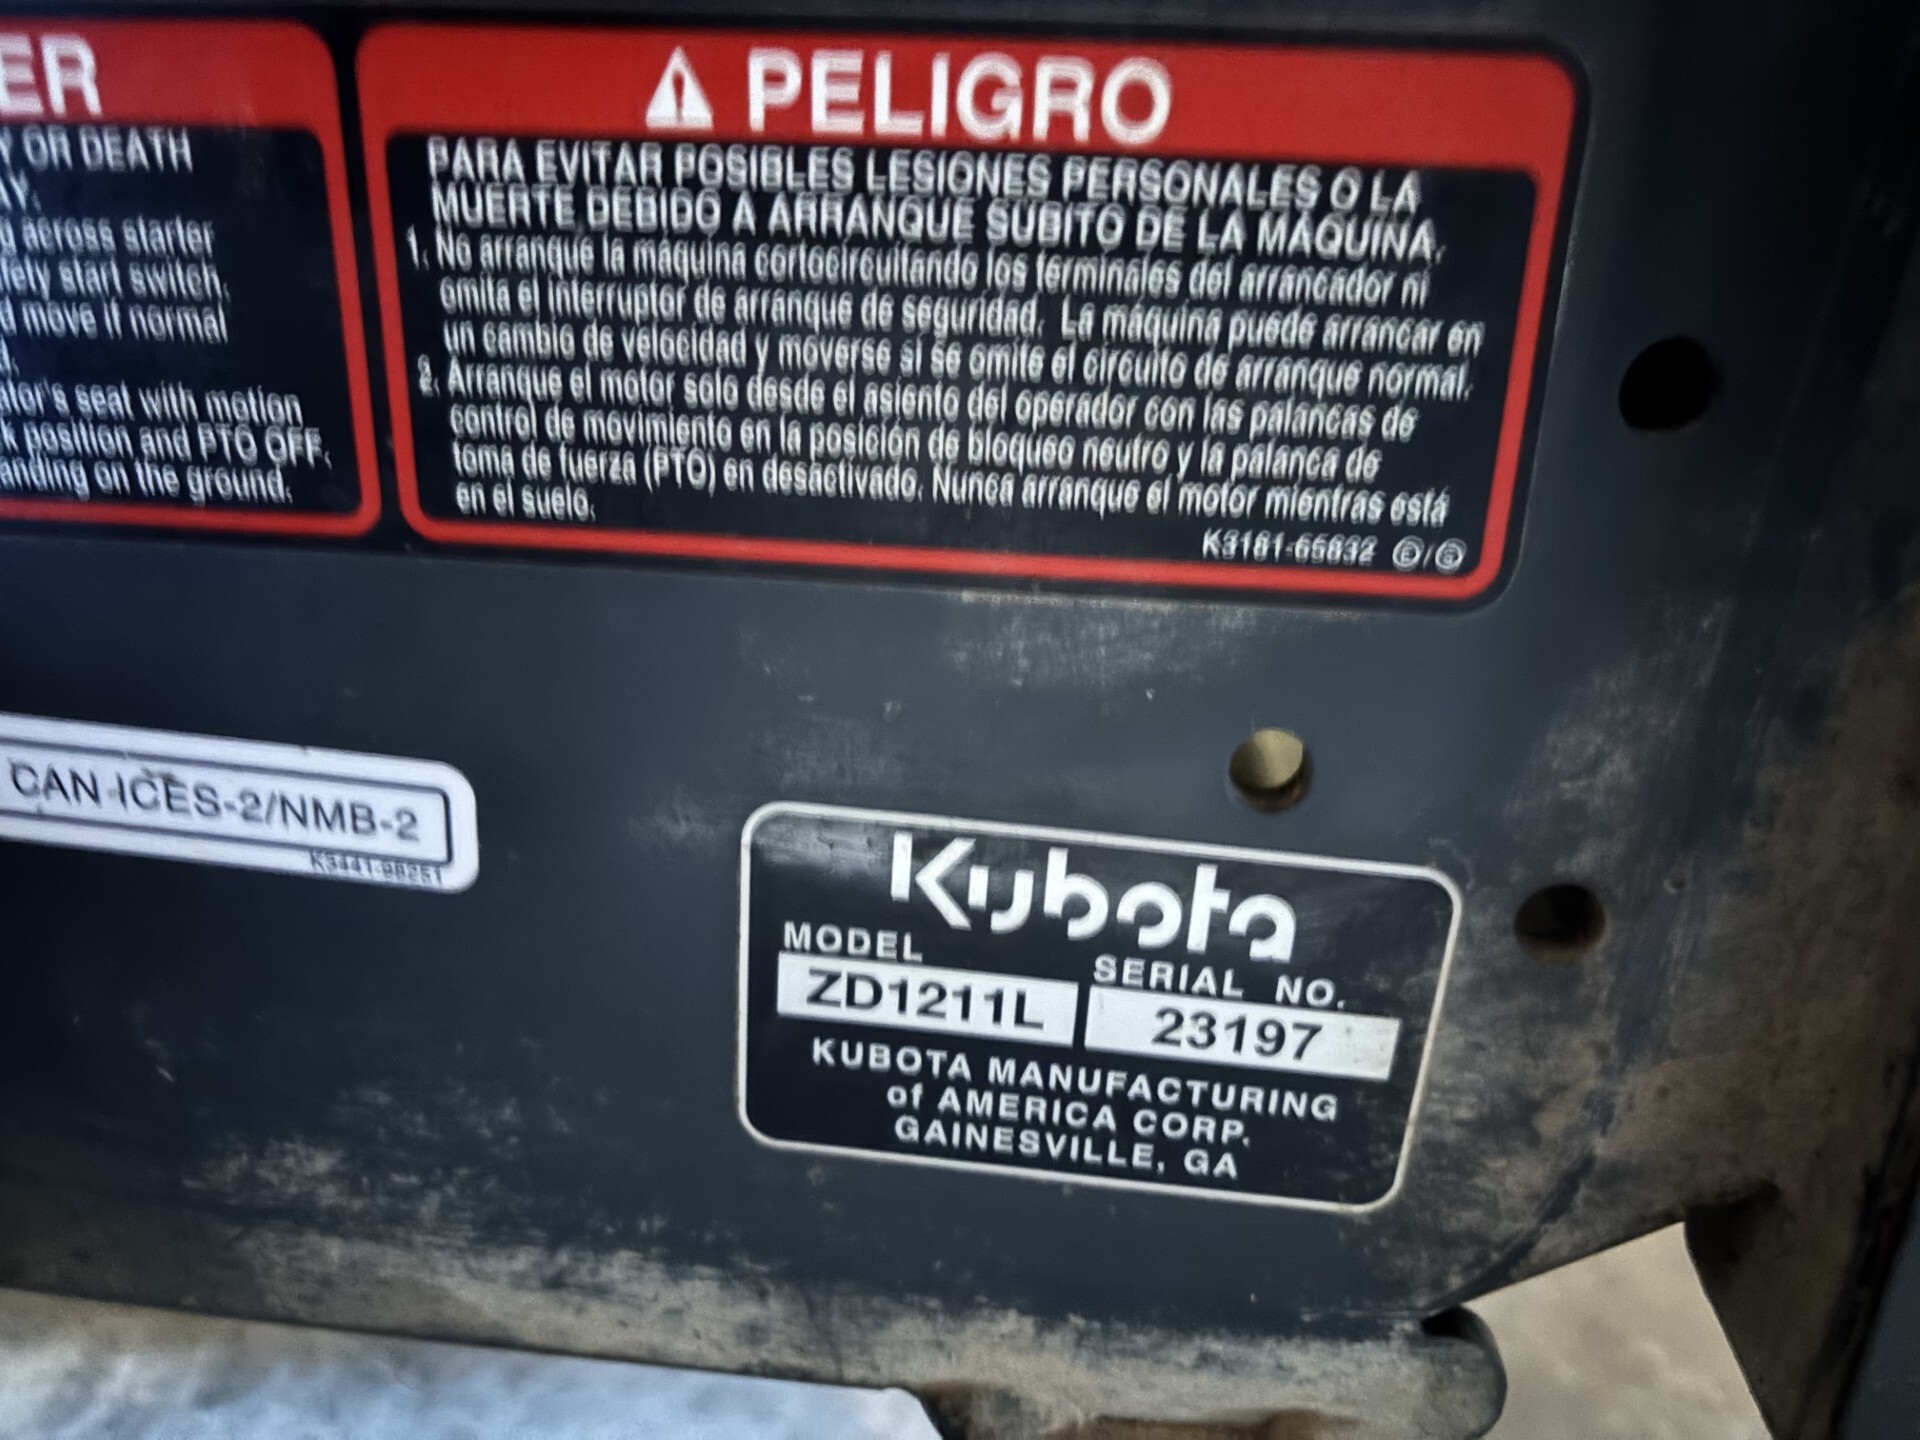 ER
Y OR DEATH
AY.
g across starter
fety start switch.
d move if normal
d.
tor's seat with motion
k position and PTO OFF.
anding on the ground.
PELIGRO
PARA EVITAR POSIBLES LESIONES PERSONALES O LA
MUERTE DEBIDO A ARRANQUE SUBITO DE LA MÁQUINA.
1. No arranque la máquina cortocircuitando los terminales del arrancador ni
omita el interruptor de arranque de seguridad. La máquina puede arrancar en
un cambio de velocidad y moverse si se omite el circuito de arranque normal.
2. Arranque el motor solo desde el asiento del operador con las palancas de
control de movimiento en la posición de bloqueo neutro y la palanca de
toma de fuerza (PTO) en desactivado. Nunca arranque el motor mientras está
en el suelo.
K3181-65832
CAN ICES-2/NMB-2
K3441-98251
Kubota
MODEL SERIAL NO.
ZD1211L 23197
KUBOTA MANUFACTURING
of AMERICA CORP.
GAINESVILLE, GA